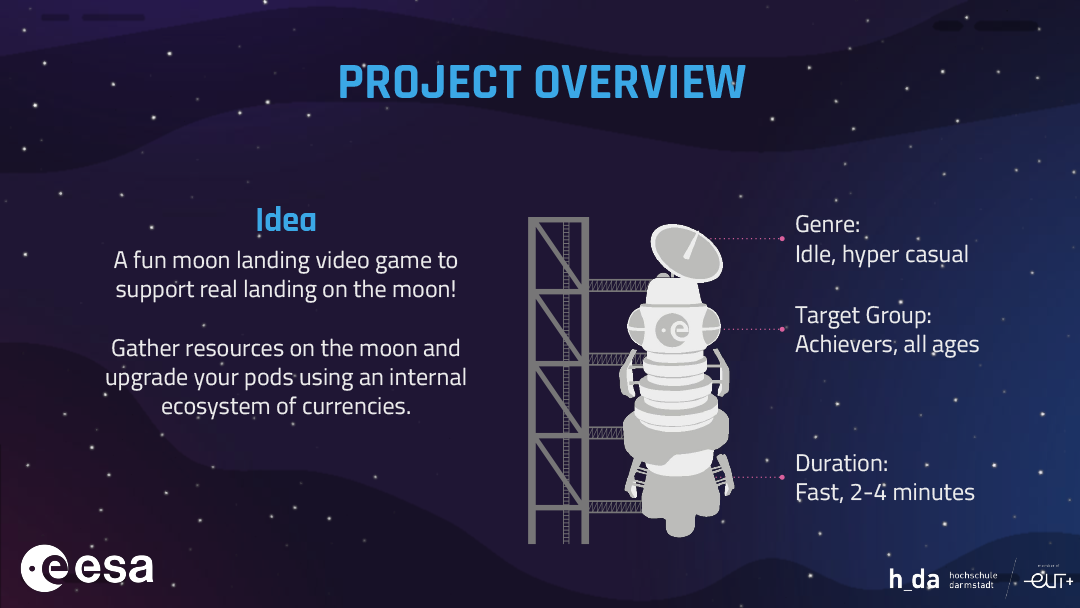 PROJECT OVERVIEW
Idea
A fun moon landing video game to
support real landing on the moon!
Gather resources on the moon and
upgrade your pods using an internal
ecosystem of currencies.
Genre:
Idle, hyper casual
Target Group:
Achievers, all ages
Duration:
Fast, 2-4 minutes
esa
h_da
hochschule
darmstadt
member of
EUT+